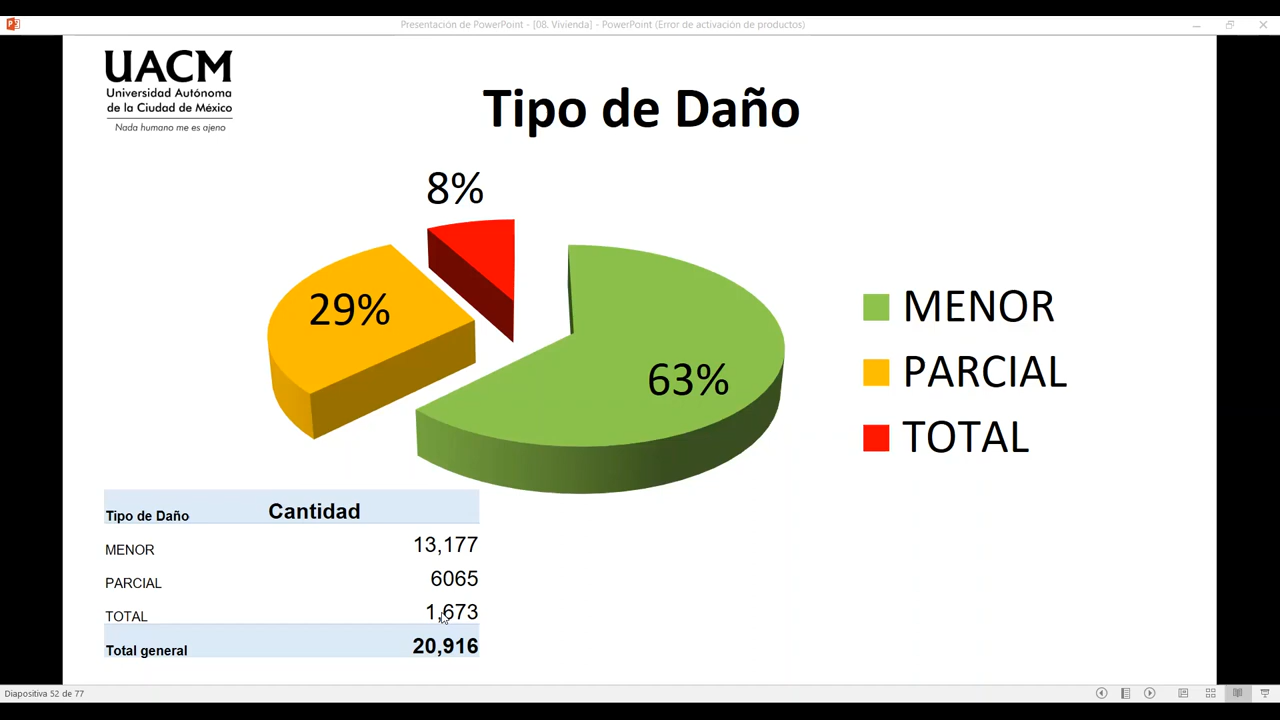 Presentación de PowerPoint - [08. Vivienda] - PowerPoint (Error de activación de productos)
UACM
Universidad Autónoma
de la Ciudad de México
Nada humano me es ajeno
Tipo de Daño
8%
29%
63%
MENOR
PARCIAL
TOTAL
Tipo de Daño Cantidad
MENOR 13,177
PARCIAL 6065
TOTAL 1,673
Total general 20,916
Diapositiva 52 de 77